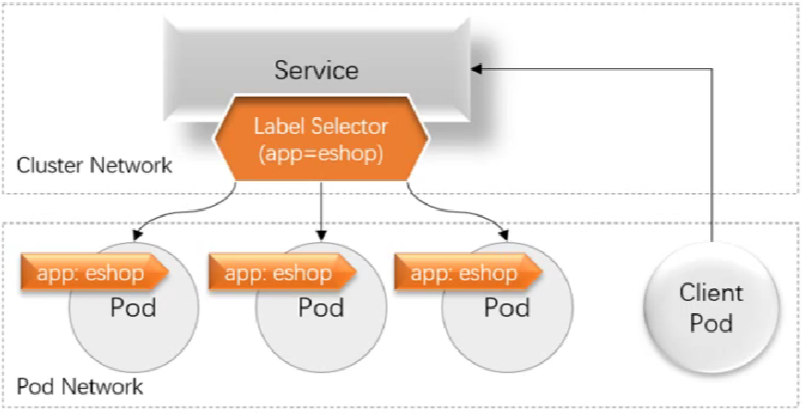 Service
Label Selector
(app=eshop)
Cluster Network
app: eshop
Pod
app: eshop
Pod
app: eshop
Pod
Client
Pod
Pod Network